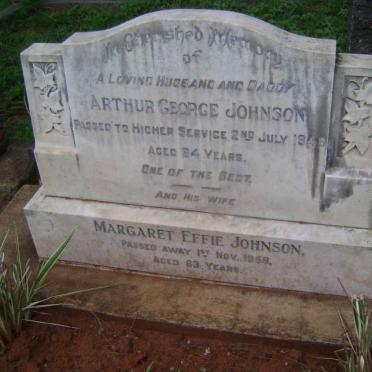 In Cherished Memory
of
A Loving Husband and Daddy
Arthur George Johnson
Passed to Higher Service 2nd July
Aged 54 Years.
One of the Best.
And His Wife
Margaret Effie Johnson,
Passed away 1st Nov. 1959,
Aged 63 Years.